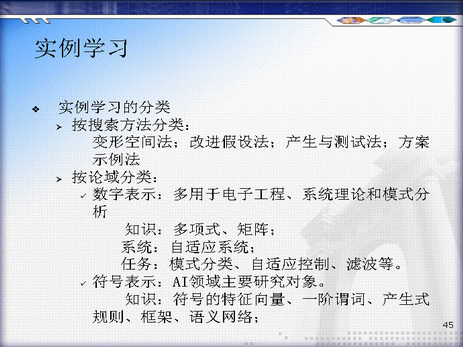 实例学习
❖ 实例学习的分类
➢ 按搜索方法分类：
变形空间法；改进假设法；产生与测试法；方案
示例法
➢ 按论域分类：
✓ 数字表示：多用于电子工程、系统理论和模式分
析
知识：多项式、矩阵；
系统：自适应系统；
任务：模式分类、自适应控制、滤波等。
✓ 符号表示：AI领域主要研究对象。
知识：符号的特征向量、一阶谓词、产生式
规则、框架、语义网络；
45